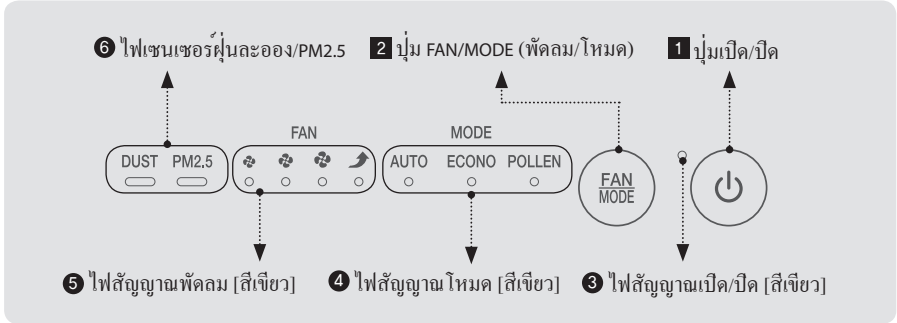 6 ไฟเซนเซอร์ฝุ่นละออง/PM2.5 2 ปุ่ม FAN/MODE (พัดลม/โหมด) 1 ปุ่มเปิด/ปิด
FAN MODE
DUST PM2.5 AUTO ECONO POLLEN
FAN
MODE
5 ไฟสัญญาณพัดลม [สีเขียว] 4 ไฟสัญญาณโหมด [สีเขียว] 3 ไฟสัญญาณเปิด/ปิด [สีเขียว]